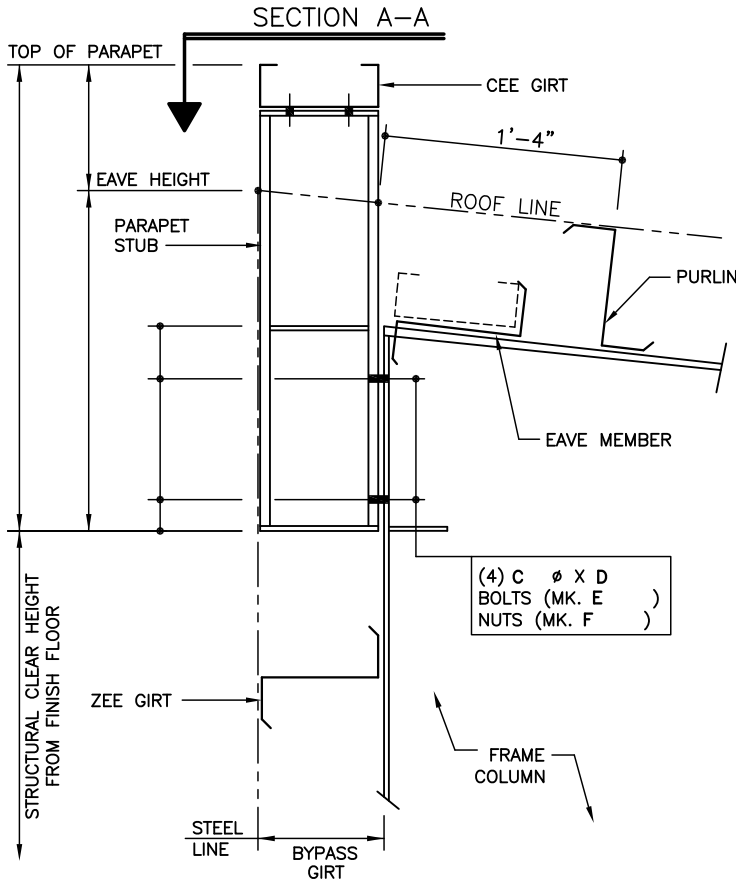 SECTION A-A
TOP OF PARAPET
CEE GIRT
1'-4"
EAVE HEIGHT
ROOF LINE
PARAPET
STUB
PURLIN
EAVE MEMBER
(4) C ø X D
BOLTS (MK. E )
NUTS (MK. F )
STRUCTURAL CLEAR HEIGHT
FROM FINISH FLOOR
ZEE GIRT
FRAME
COLUMN
STEEL
LINE
BYPASS
GIRT